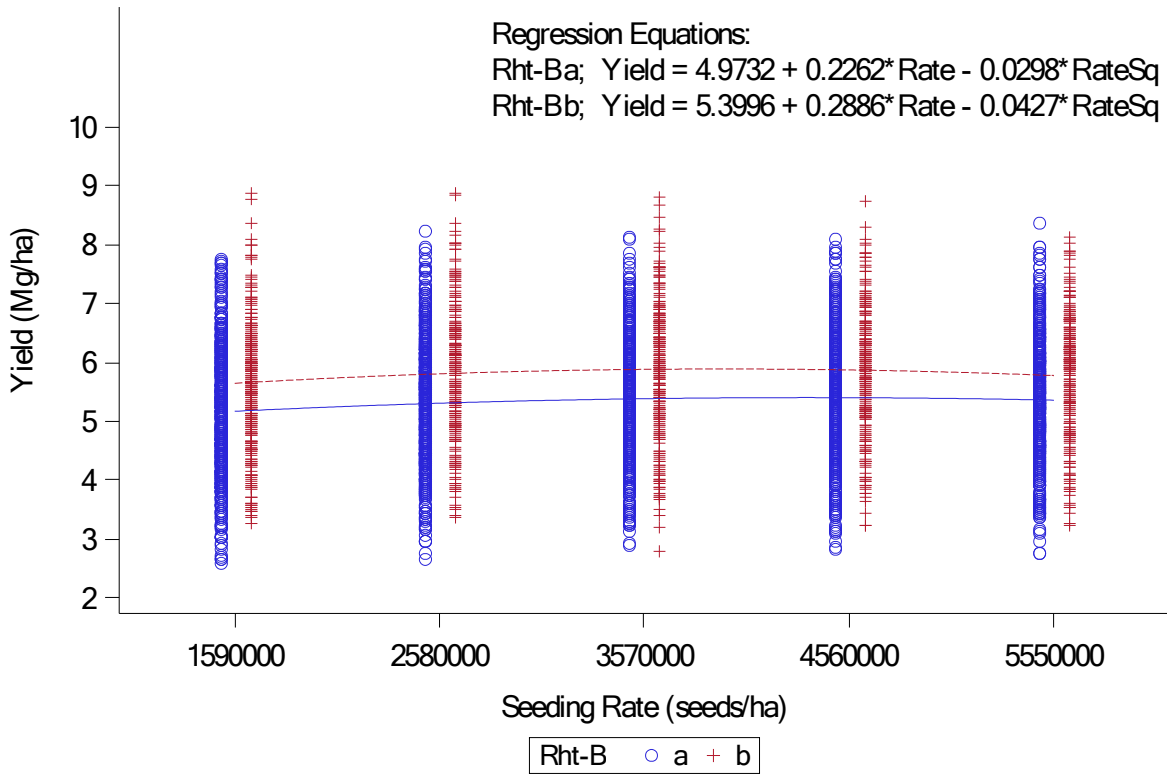 Regression Equations:
Rht-Ba; Yield = 4.9732 + 0.2262* Rate - 0.0298* RateSq
Rht-Bb; Yield = 5.3996 + 0.2886* Rate - 0.0427* RateSq
10
9
8
7
6
5
4
3
2
Yield (Mg/ha)
1590000 2580000 3570000 4560000 5550000
Seeding Rate (seeds/ha)
Rht-B a b